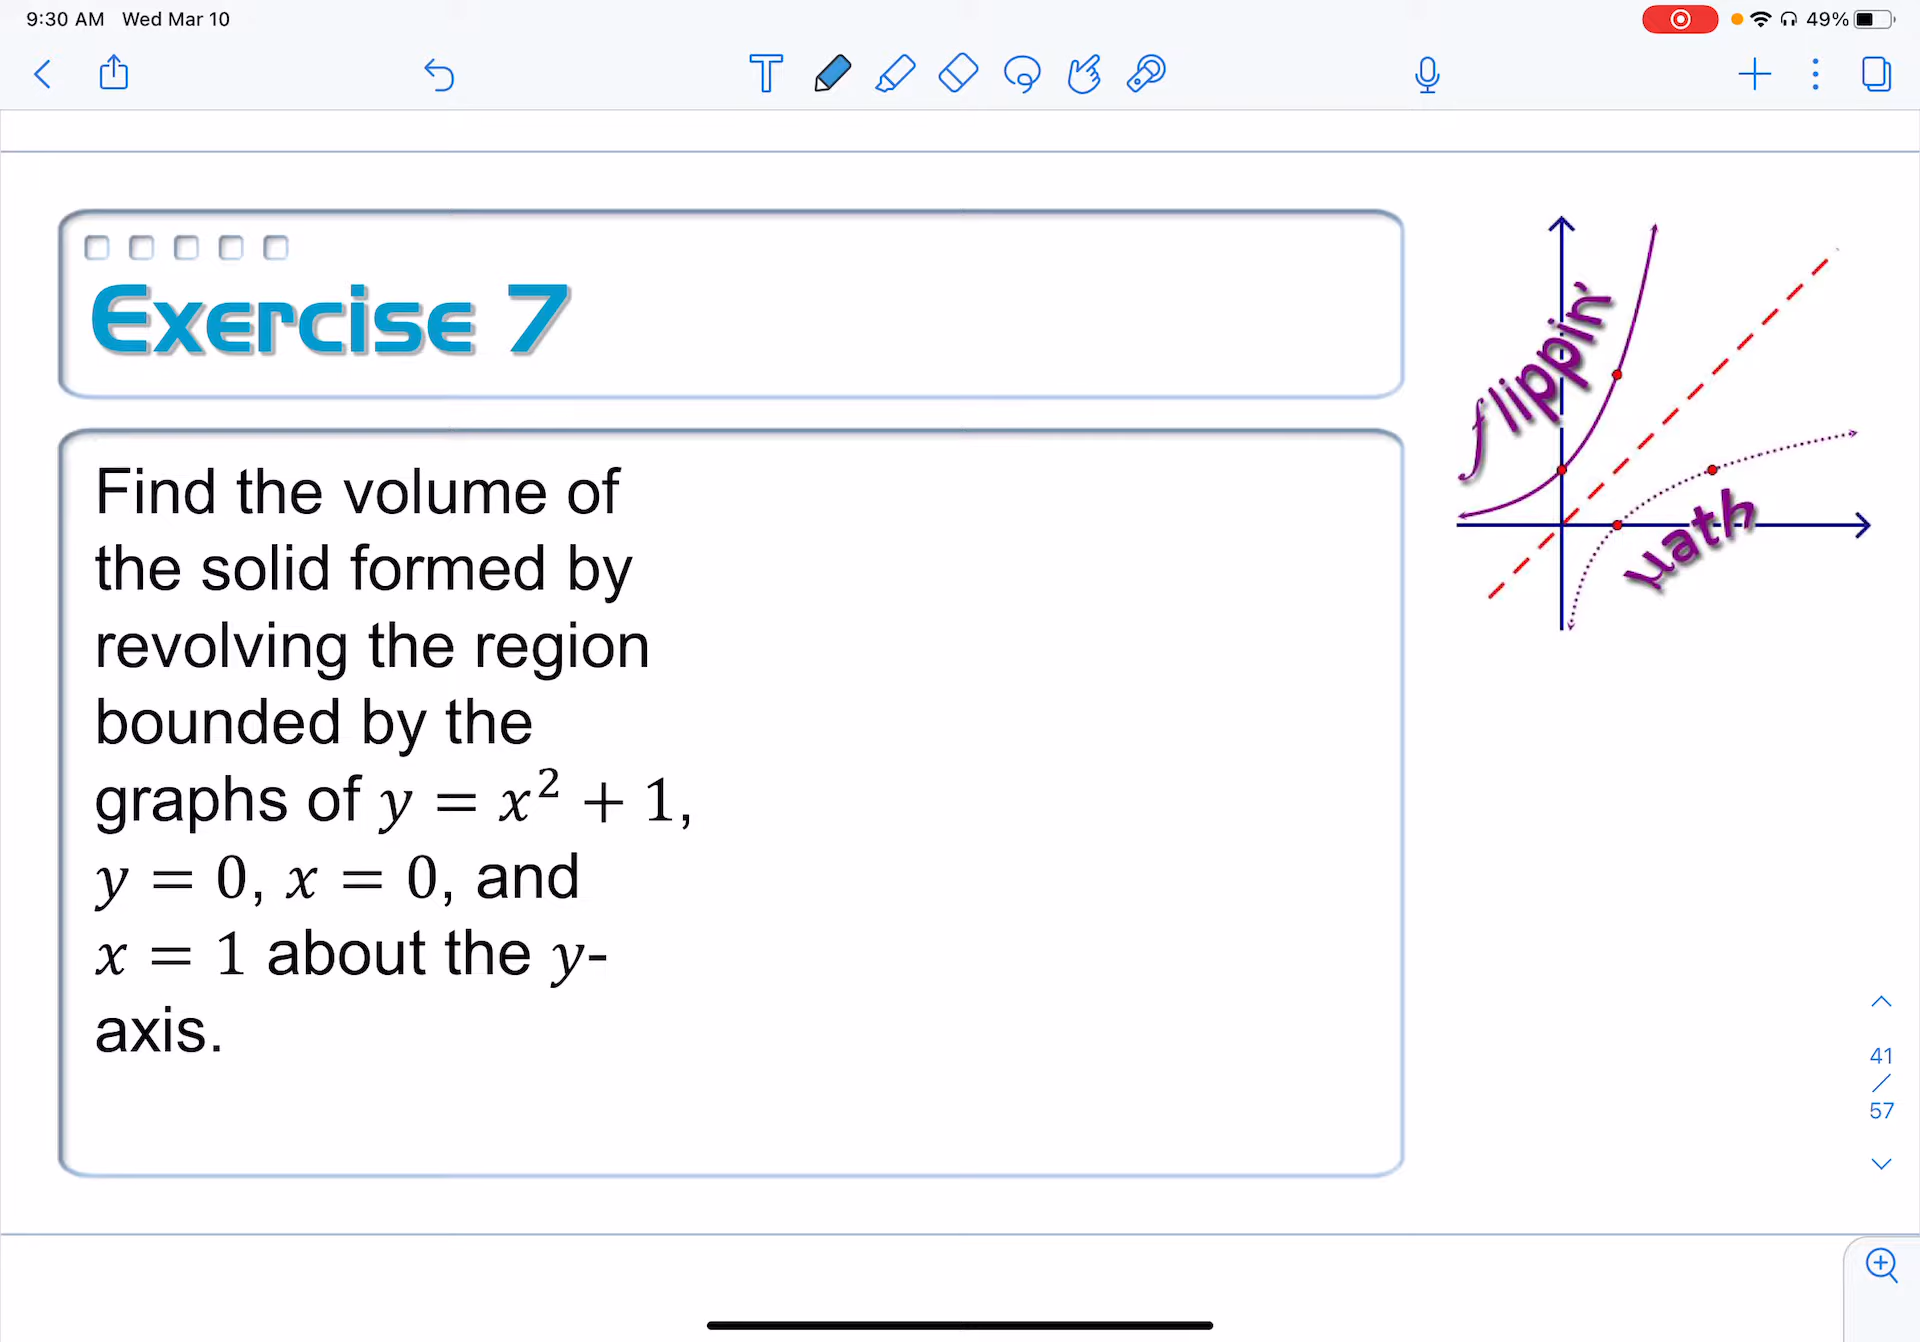 9:30 AM Wed Mar 10
49%
T
Exercise 7
flippin'
math
Find the volume of
the solid formed by
revolving the region
bounded by the
graphs of y = x² + 1,
y = 0, x = 0, and
x = 1 about the y-
axis.
41
/
57